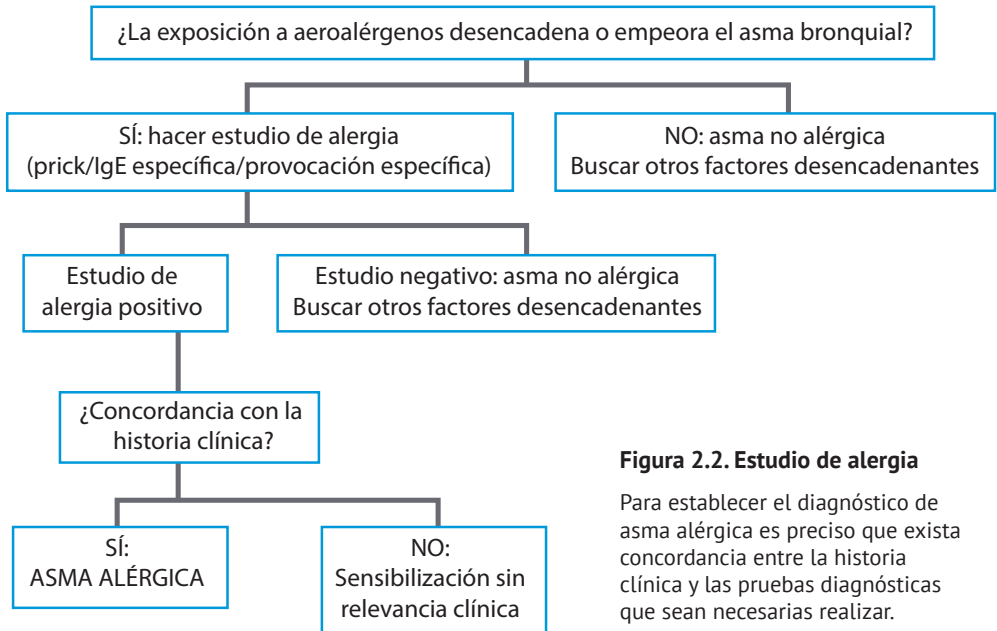 ¿La exposición a aeroalérgenos desencadena o empeora el asma bronquial?
SÍ: hacer estudio de alergia
(prick/IgE específica/provocación específica)
NO: asma no alérgica
Buscar otros factores desencadenantes
Estudio de
alergia positivo
Estudio negativo: asma no alérgica
Buscar otros factores desencadenantes
¿Concordancia con la
historia clínica?
SÍ:
ASMA ALÉRGICA
NO:
Sensibilización sin
relevancia clínica
Figura 2.2. Estudio de alergia
Para establecer el diagnóstico de
asma alérgica es preciso que exista
concordancia entre la historia
clínica y las pruebas diagnósticas
que sean necesarias realizar.